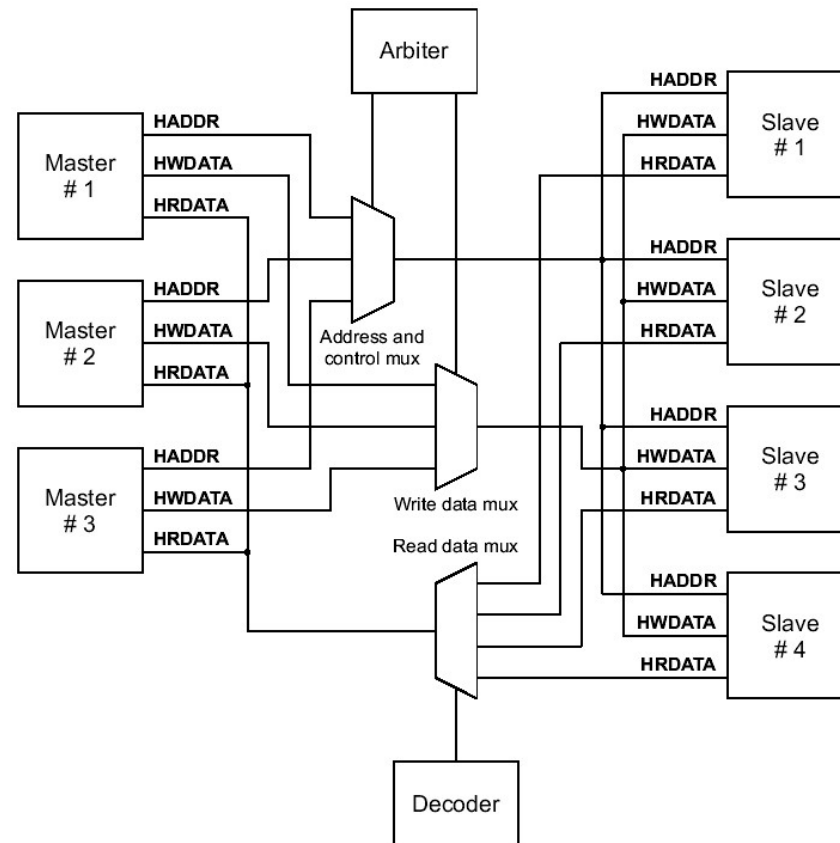 Arbiter
Master
# 1
HADDR
HWDATA
HRDATA
Master
# 2
HADDR
HWDATA
HRDATA
Master
# 3
HADDR
HWDATA
HRDATA
Address and
control mux
Write data mux
Read data mux
HADDR
HWDATA
HRDATA
Slave
# 1
HADDR
HWDATA
HRDATA
Slave
# 2
HADDR
HWDATA
HRDATA
Slave
# 3
HADDR
HWDATA
HRDATA
Slave
# 4
Decoder